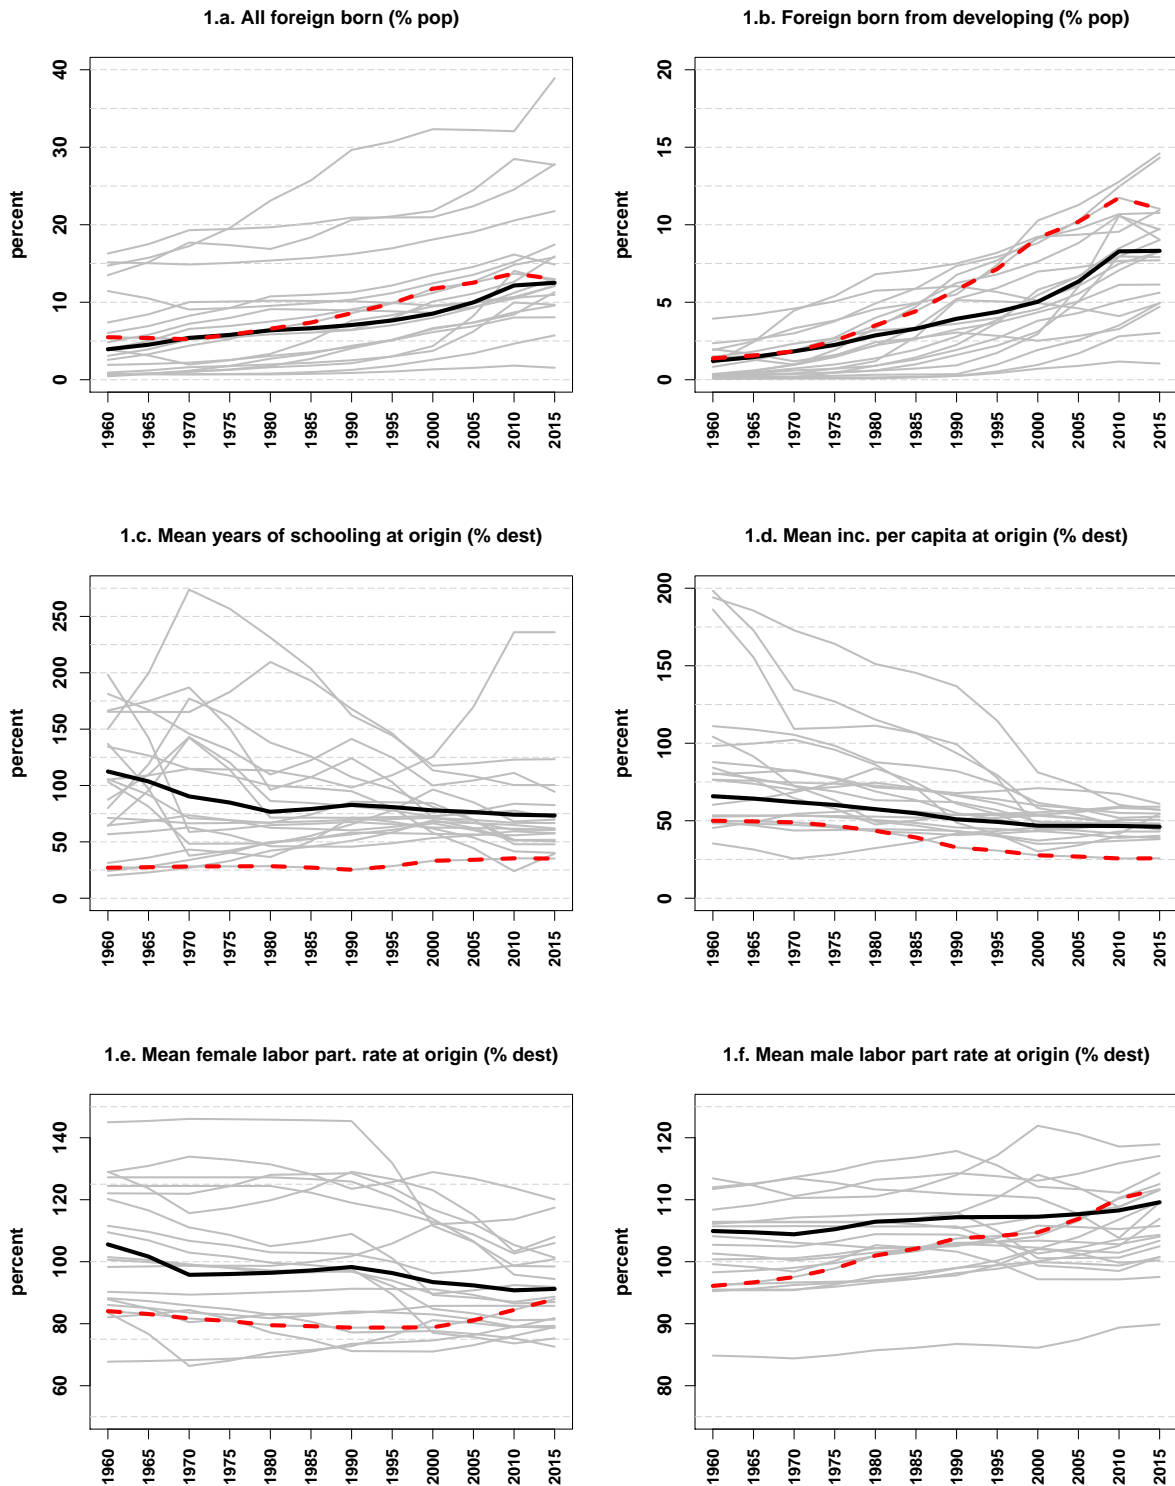 1.a. All foreign born (% pop)
percent
0 10 20 30 40
1960 1965 1970 1975 1980 1985 1990 1995 2000 2005 2010 2015
1.b. Foreign born from developing (% pop)
percent
0 5 10 15 20
1960 1965 1970 1975 1980 1985 1990 1995 2000 2005 2010 2015
1.c. Mean years of schooling at origin (% dest)
percent
0 50 100 150 200 250
1960 1965 1970 1975 1980 1985 1990 1995 2000 2005 2010 2015
1.d. Mean inc. per capita at origin (% dest)
percent
0 50 100 150 200
1960 1965 1970 1975 1980 1985 1990 1995 2000 2005 2010 2015
1.e. Mean female labor part. rate at origin (% dest)
percent
60 80 100 120 140
1960 1965 1970 1975 1980 1985 1990 1995 2000 2005 2010 2015
1.f. Mean male labor part rate at origin (% dest)
percent
80 90 100 110 120
1960 1965 1970 1975 1980 1985 1990 1995 2000 2005 2010 2015